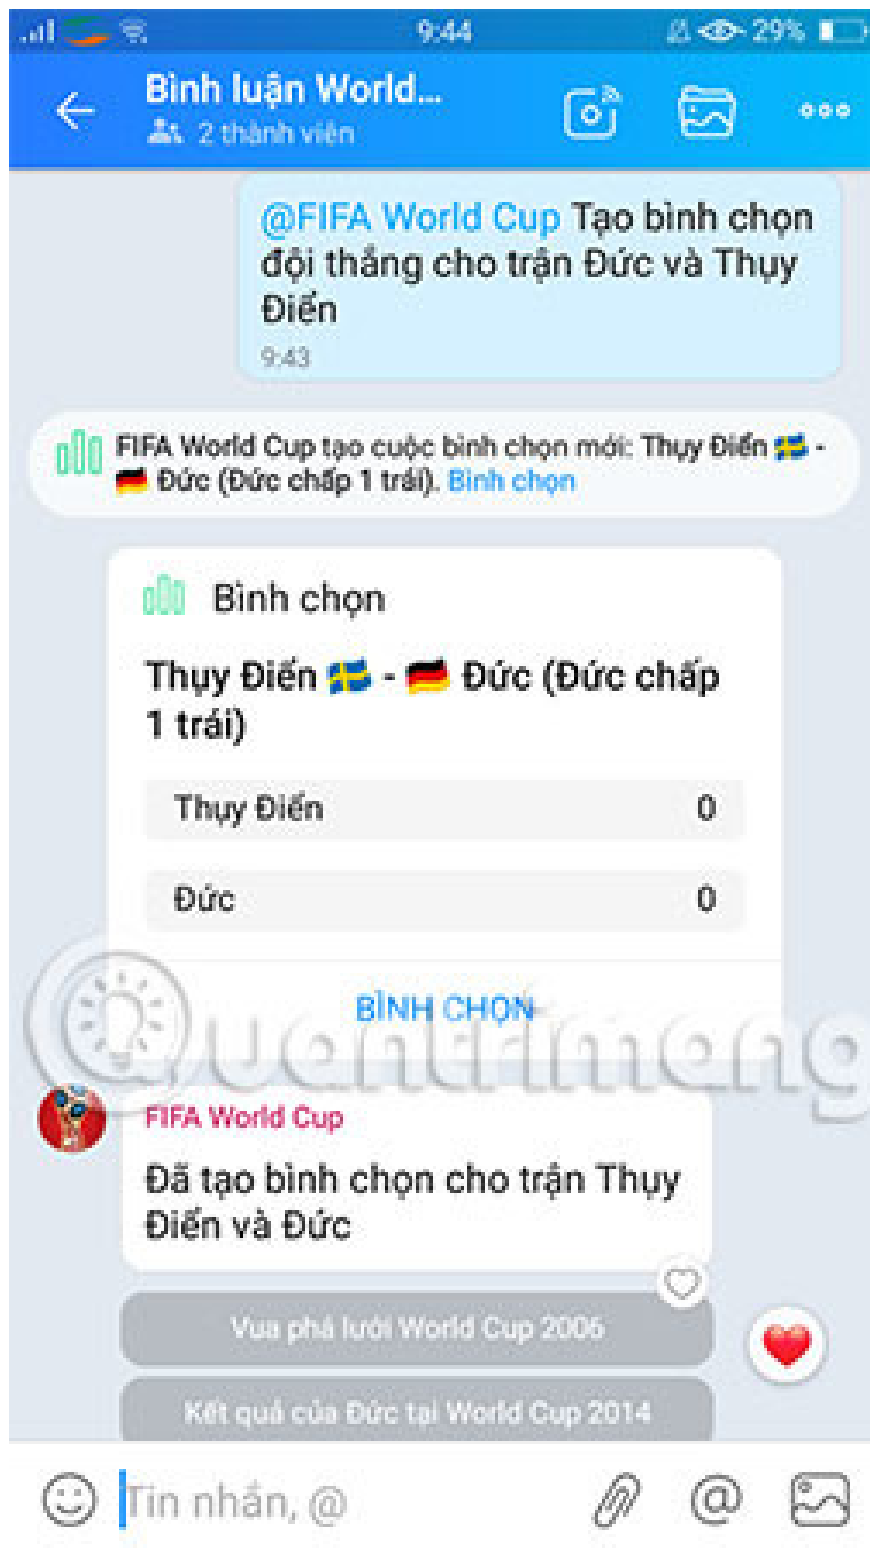 9:44
29%
Bình luận World...
2 thành viên
@FIFA World Cup Tạo bình chọn
đội thắng cho trận Đức và Thụy
Điển
9:43
FIFA World Cup tạo cuộc bình chọn mới: Thụy Điển -
Đức (Đức chấp 1 trái). Bình chọn
Bình chọn
Thụy Điển - Đức (Đức chấp
1 trái)
Thụy Điển 0
Đức 0
BÌNH CHỌN
Quantrimang
FIFA World Cup
Đã tạo bình chọn cho trận Thụy
Điển và Đức
Vua phá lưới World Cup 2006
Kết quả của Đức tại World Cup 2014
Tin nhắn, @